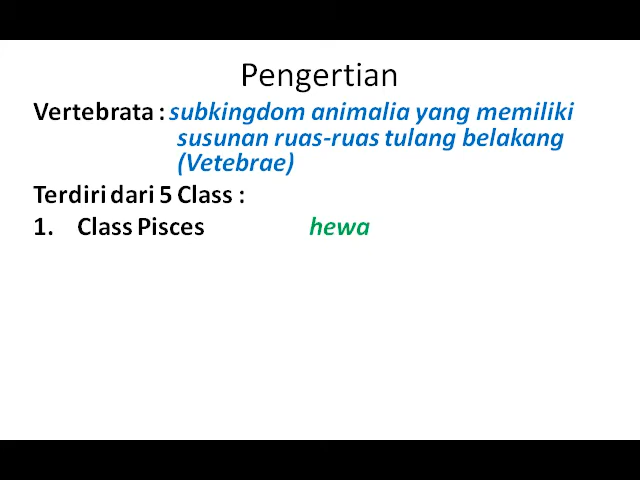 Pengertian
Vertebrata : subkingdom animalia yang memiliki
susunan ruas-ruas tulang belakang
(Vetebrae)
Terdiri dari 5 Class :
1. Class Pisces hewa